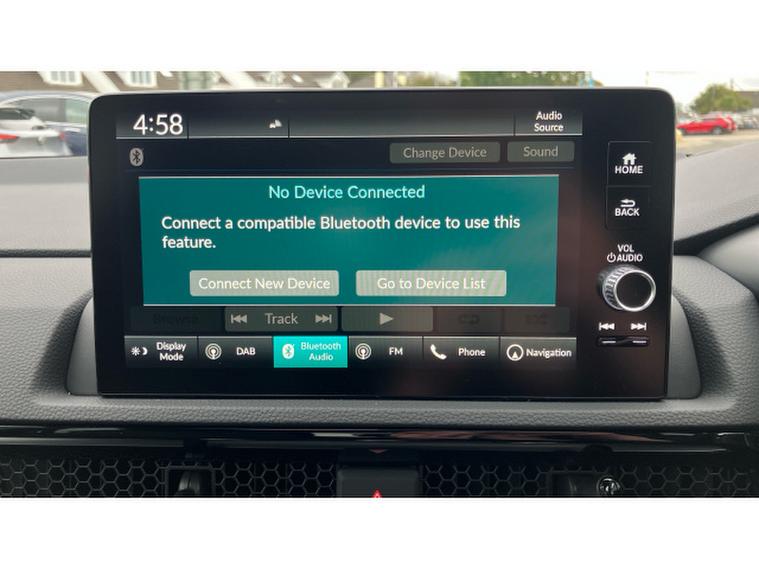 4:58
Audio
Source
Change Device
Sound
HOME
No Device Connected
Connect a compatible Bluetooth device to use this
feature.
BACK
VOL
AUDIO
Connect New Device
Go to Device List
Browse
Track
Display
Mode
DAB
Bluetooth
Audio
FM
Phone
Navigation